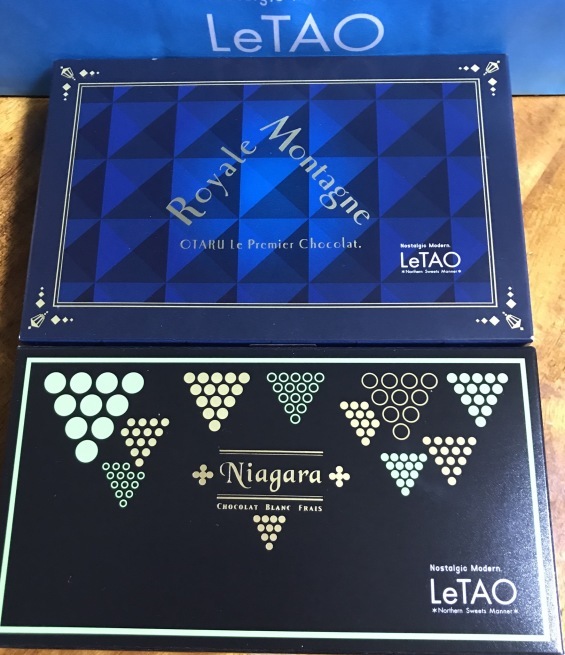 LeTAO
Royale Montagne
OTARU Le Premier Chocolat.
Nostalgic Modern.
LeTAO
*Northern Sweets Manner*
Niagara
CHOCOLAT BLANC FRAIS
Nostalgic Modern.
LeTAO
*Northern Sweets Manner*